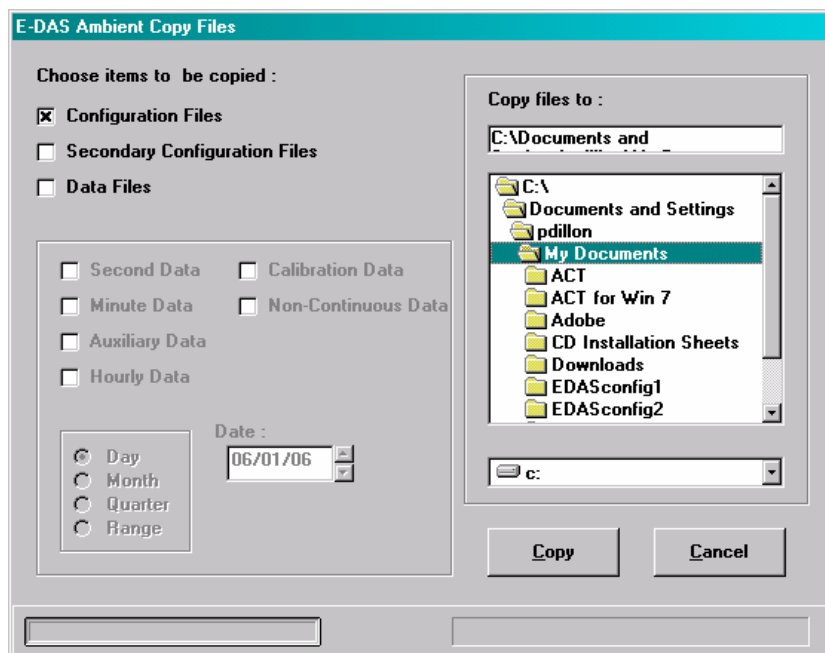 E-DAS Ambient Copy Files
Choose items to be copied :
Configuration Files
Secondary Configuration Files
Data Files
Second Data
Calibration Data
Minute Data
Non-Continuous Data
Auxiliary Data
Hourly Data
Day
Month
Quarter
Range
Date :
06/01/06
Copy files to :
C:\Documents and
C:\
Documents and Settings
pdillon
My Documents
ACT
ACT for Win 7
Adobe
CD Installation Sheets
Downloads
EDASconfig1
EDASconfig2
c:
Copy
Cancel